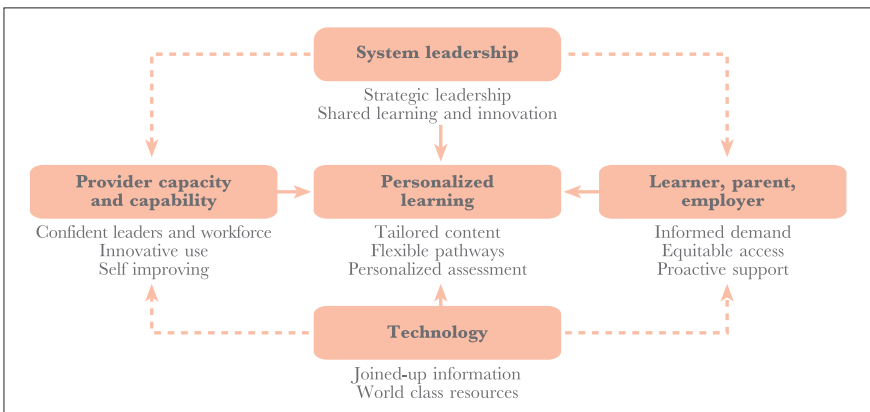 System leadership
Strategic leadership
Shared learning and innovation
Provider capacity
and capability
Confident leaders and workforce
Innovative use
Self improving
Personalized
learning
Tailored content
Flexible pathways
Personalized assessment
Learner, parent,
employer
Informed demand
Equitable access
Proactive support
Technology
Joined-up information
World class resources